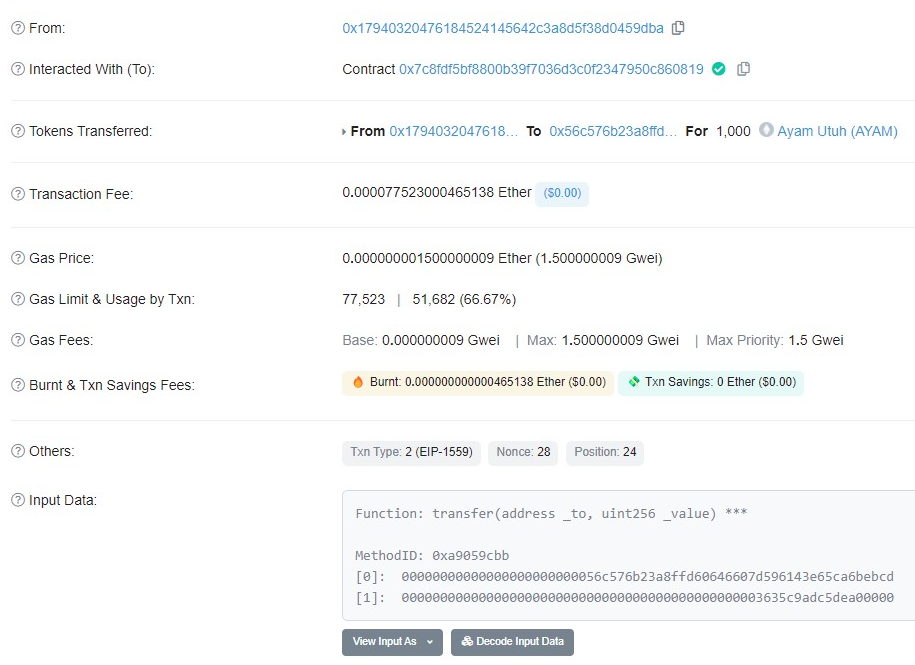 From: 0x17940320476184524145642c3a8d5f38d0459dba
Interacted With (To): Contract 0x7c8fdf5bf8800b39f7036d3c0f2347950c860819
Tokens Transferred: From 0x1794032047618... To 0x56c576b23a8ffd... For 1,000 Ayam Utuh (AYAM)
Transaction Fee: 0.000077523000465138 Ether ($0.00)
Gas Price: 0.000000001500000009 Ether (1.500000009 Gwei)
Gas Limit & Usage by Txn: 77,523 | 51,682 (66.67%)
Gas Fees: Base: 0.000000009 Gwei | Max: 1.500000009 Gwei | Max Priority: 1.5 Gwei
Burnt & Txn Savings Fees: Burnt: 0.000000000000465138 Ether ($0.00) Txn Savings: 0 Ether ($0.00)
Others: Txn Type: 2 (EIP-1559) Nonce: 28 Position: 24
Input Data:
Function: transfer(address _to, uint256 _value) ***
MethodID: 0xa9059cbb
[0]: 00000000000000000000000056c576b23a8ffd60646607d596143e65ca6bebcd
[1]: 00000000000000000000000000000000000000000000003635c9adc5dea00000
View Input As Decode Input Data